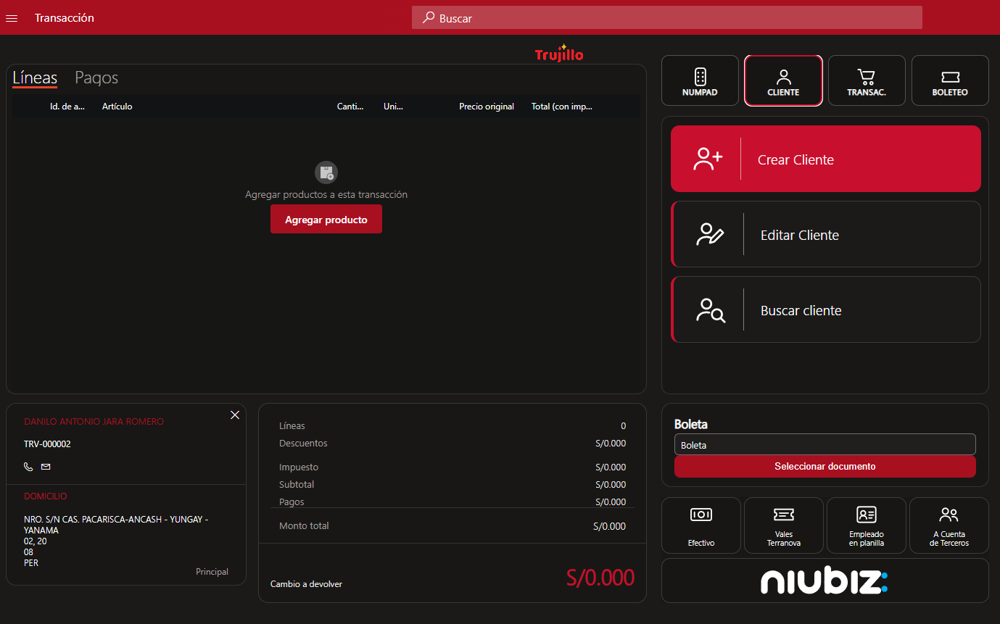 Transacción
Buscar
Trujillo
Líneas Pagos
Id. de a... Artículo Canti... Uni... Precio original Total (con imp...
Agregar productos a esta transacción
Agregar producto
NUMPAD
CLIENTE
TRANSAC.
BOLETEO
Crear Cliente
Editar Cliente
Buscar cliente
DANILO ANTONIO JARA ROMERO
TRV-000002
DOMICILIO
NRO. S/N CAS. PACARISCA-ANCASH - YUNGAY -
YANAMA
02, 20
08
PER
Principal
Líneas 0
Descuentos S/0.000
Impuesto S/0.000
Subtotal S/0.000
Pagos S/0.000
Monto total S/0.000
Cambio a devolver S/0.000
Boleta
Boleta
Seleccionar documento
Efectivo
Vales
Terranova
Empleado
en planilla
A Cuenta
de Terceros
niubiz: